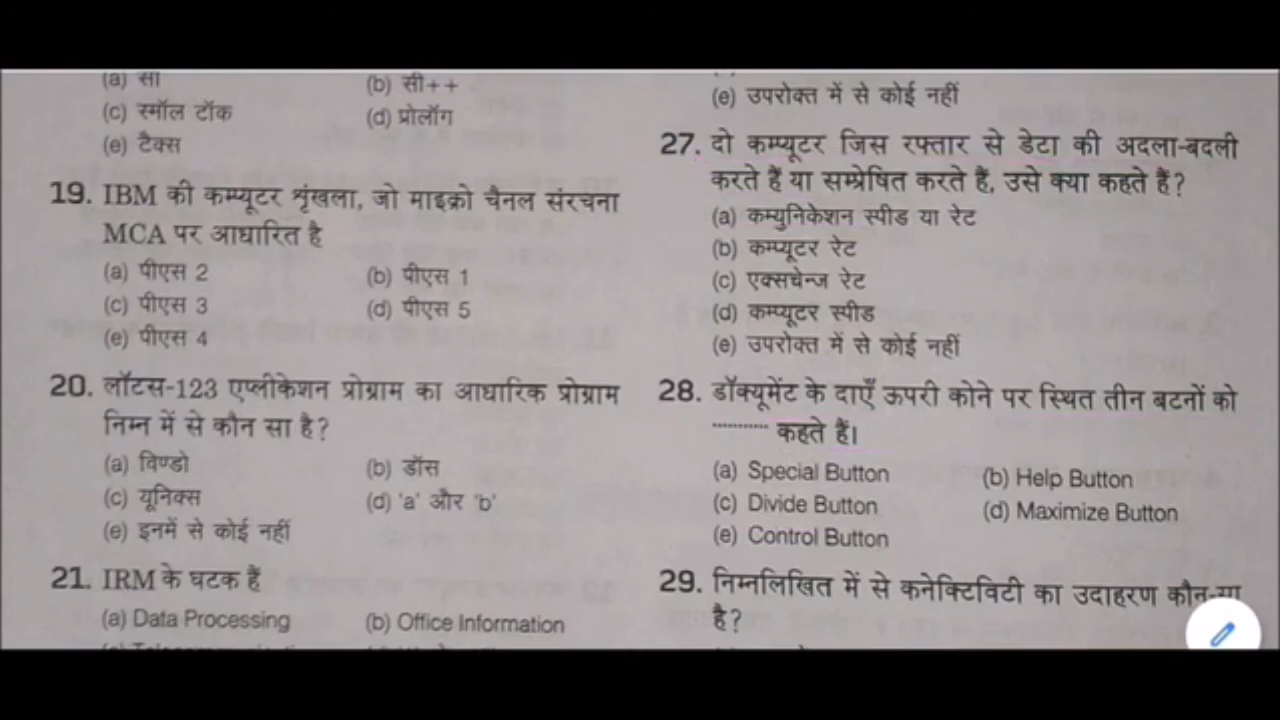 (a) सी
(b) सी++
(c) स्मॉल टॉक
(d) प्रोलॉग
(e) टैक्स
19. IBM की कम्प्यूटर श्रृंखला, जो माइक्रो चैनल संरचना
MCA पर आधारित है
(a) पीएस 2
(b) पीएस 1
(c) पीएस 3
(d) पीएस 5
(e) पीएस 4
20. लॉटस-123 एप्लीकेशन प्रोग्राम का आधारिक प्रोग्राम
निम्न में से कौन सा है?
(a) विण्डो
(b) डॉस
(c) यूनिक्स
(d) 'a' और 'b'
(e) इनमें से कोई नहीं
21. IRM के घटक हैं
(a) Data Processing
(b) Office Information
(e) उपरोक्त में से कोई नहीं
27. दो कम्प्यूटर जिस रफ्तार से डेटा की अदला-बदली
करते हैं या सम्प्रेषित करते हैं, उसे क्या कहते हैं?
(a) कम्युनिकेशन स्पीड या रेट
(b) कम्प्यूटर रेट
(c) एक्सचेन्ज रेट
(d) कम्प्यूटर स्पीड
(e) उपरोक्त में से कोई नहीं
28. डॉक्यूमेंट के दाएँ ऊपरी कोने पर स्थित तीन बटनों को
........... कहते हैं।
(a) Special Button
(b) Help Button
(c) Divide Button
(d) Maximize Button
(e) Control Button
29. निम्नलिखित में से कनेक्टिविटी का उदाहरण कौन-सा
है?